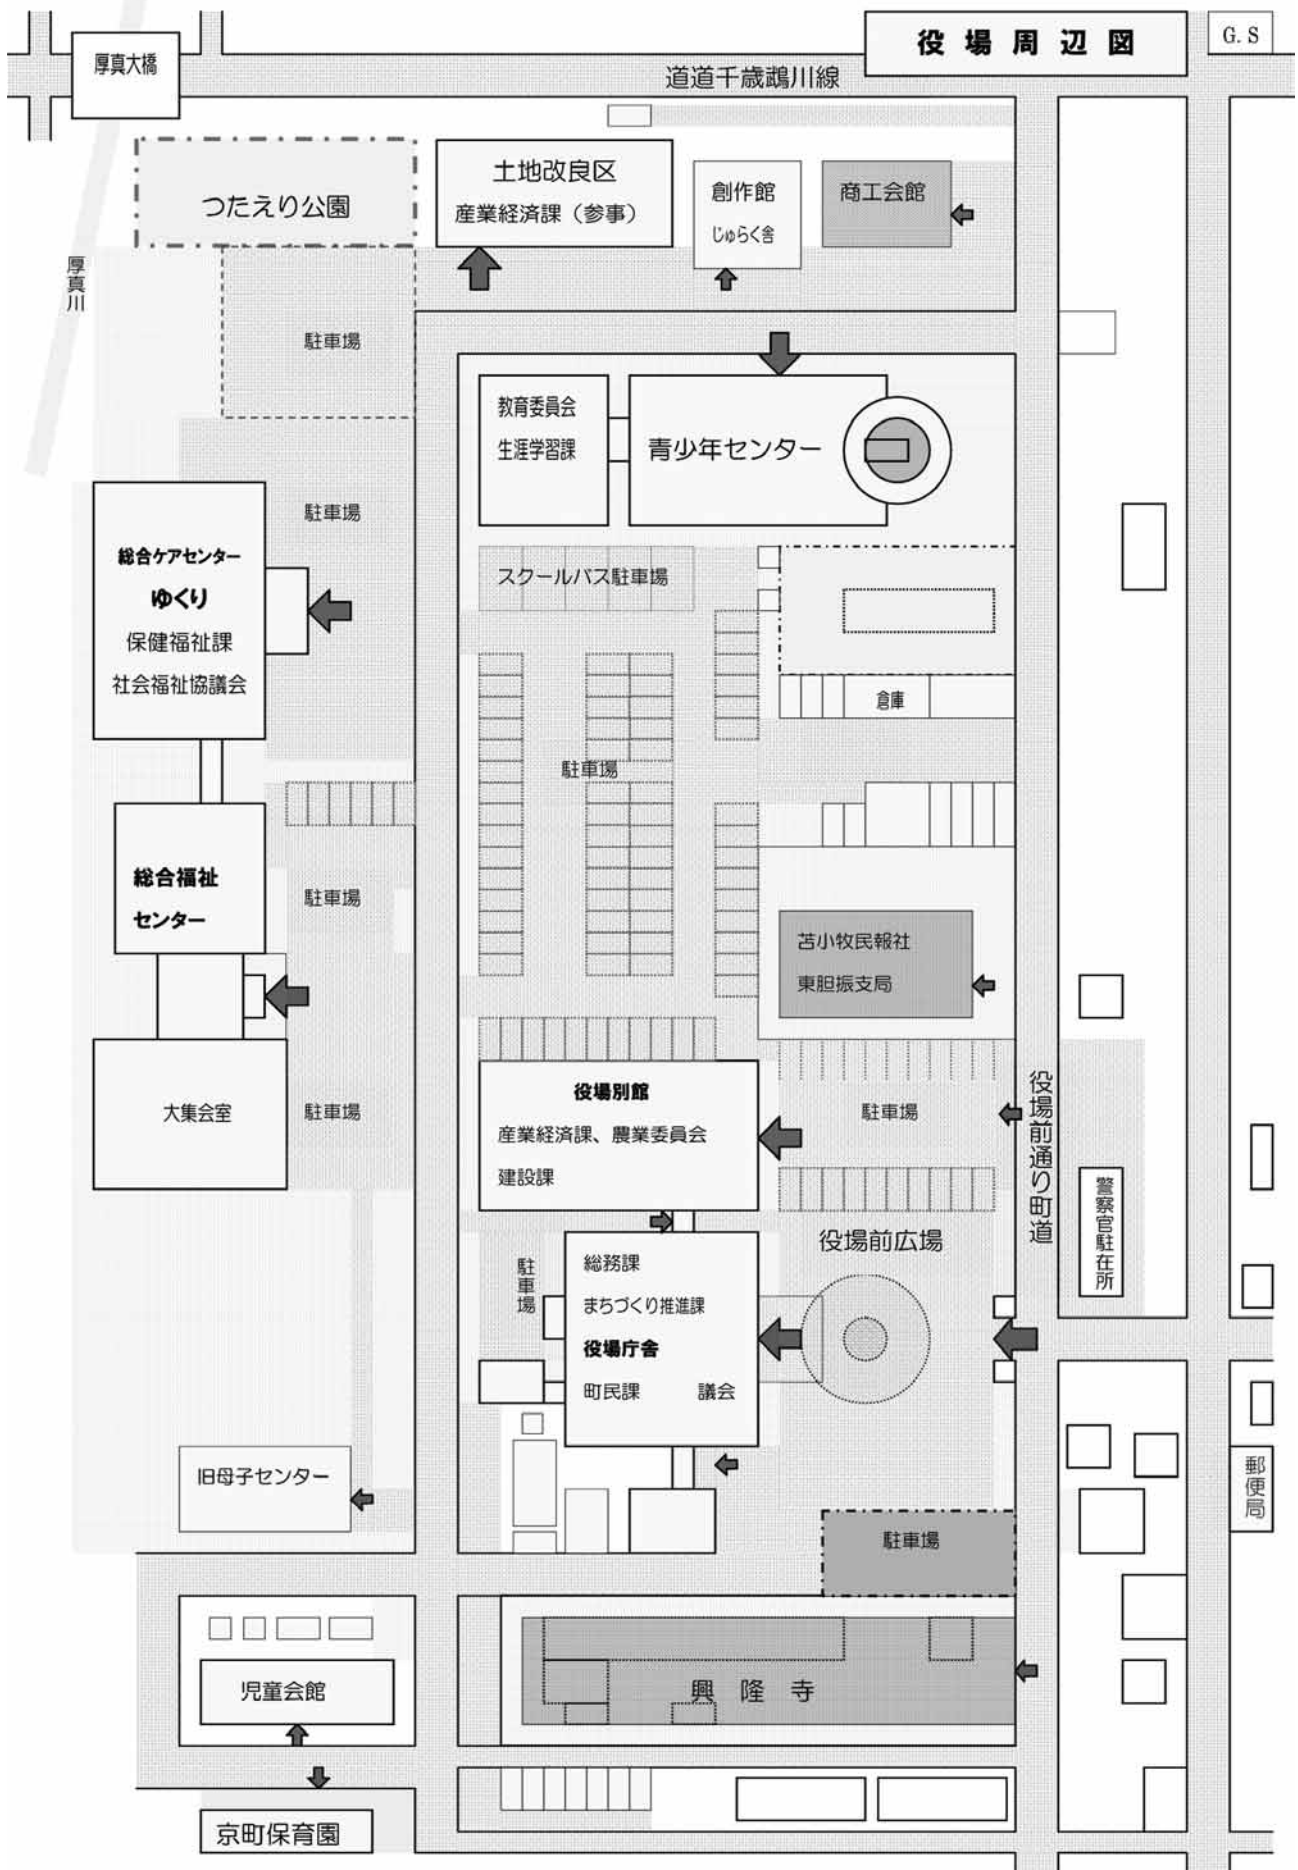 役場周辺図
G.S
厚真大橋
道道千歳鵡川線
つたえり公園
土地改良区
産業経済課（参事）
創作館
じゅらく舎
商工会館
厚真川
駐車場
教育委員会
生涯学習課
青少年センター
駐車場
総合ケアセンター
ゆくり
保健福祉課
社会福祉協議会
スクールバス駐車場
倉庫
駐車場
総合福祉
センター
駐車場
苫小牧民報社
東胆振支局
大集会室
駐車場
役場別館
産業経済課、農業委員会
建設課
駐車場
役場前通り町道
警察官駐在所
役場前広場
駐車場
総務課
まちづくり推進課
役場庁舎
町民課　議会
旧母子センター
郵便局
駐車場
児童会館
興隆寺
京町保育園